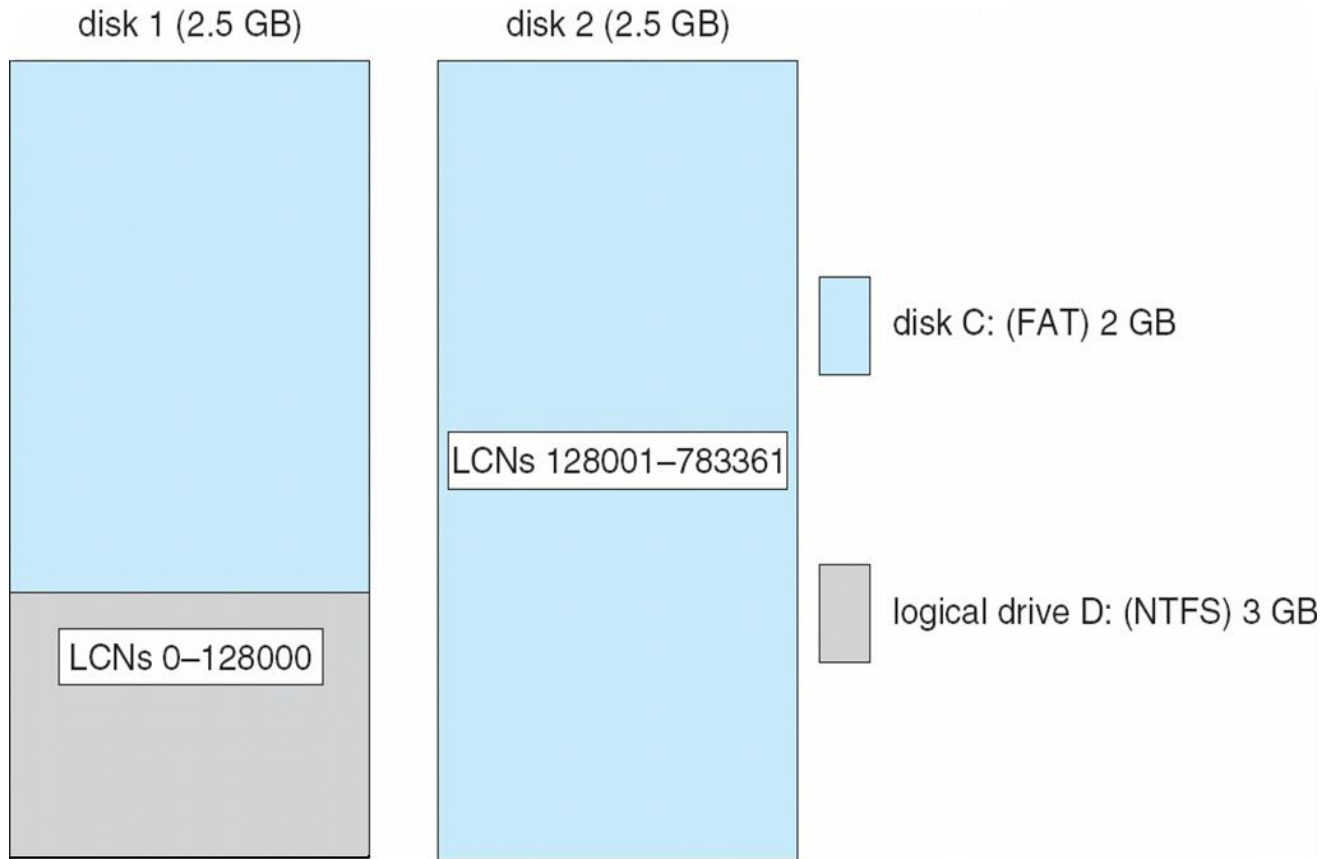 disk 1 (2.5 GB)
disk 2 (2.5 GB)
disk C: (FAT) 2 GB
LCNs 128001–783361
logical drive D: (NTFS) 3 GB
LCNs 0–128000